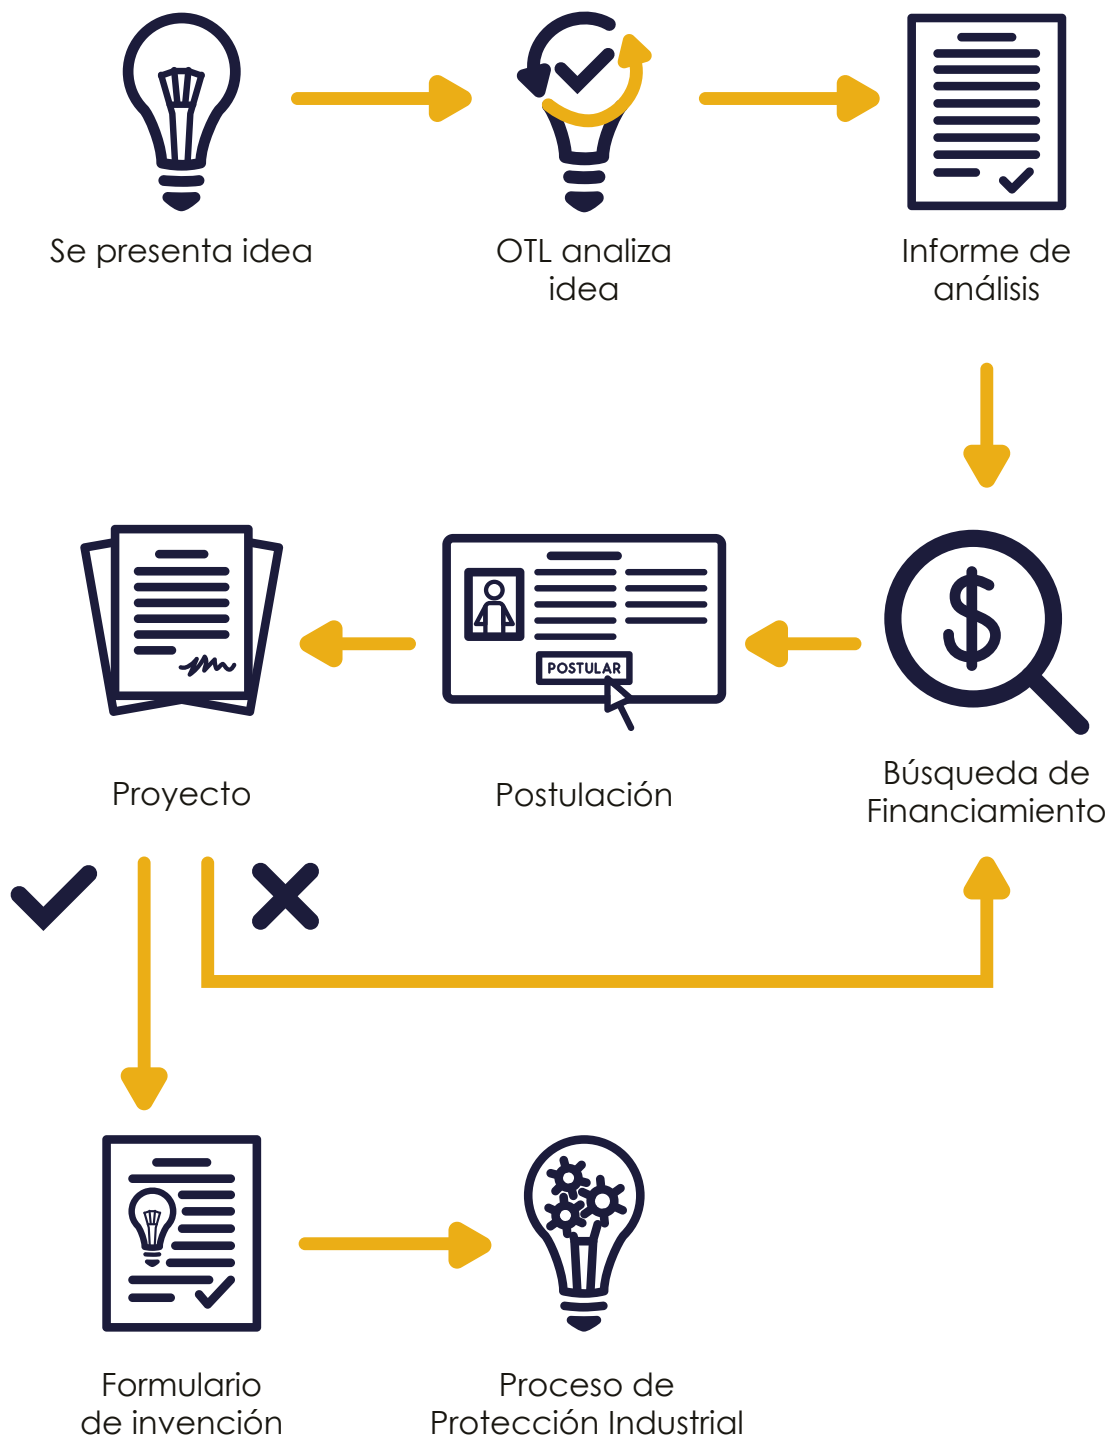 Se presenta idea
OTL analiza
idea
Informe de
análisis
POSTULAR
Proyecto
Postulación
Búsqueda de
Financiamiento
Formulario
de invención
Proceso de
Protección Industrial